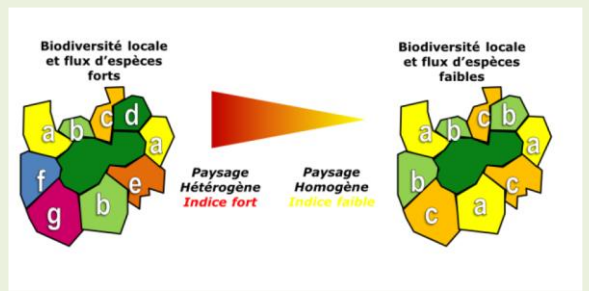 Biodiversité locale
et flux d'espèces
forts
a
b
c
d
a
f
e
g
b
Paysage
Hétérogène
Indice fort
Paysage
Homogène
Indice faible
Biodiversité locale
et flux d'espèces
faibles
a
b
c
b
a
b
c
c
a